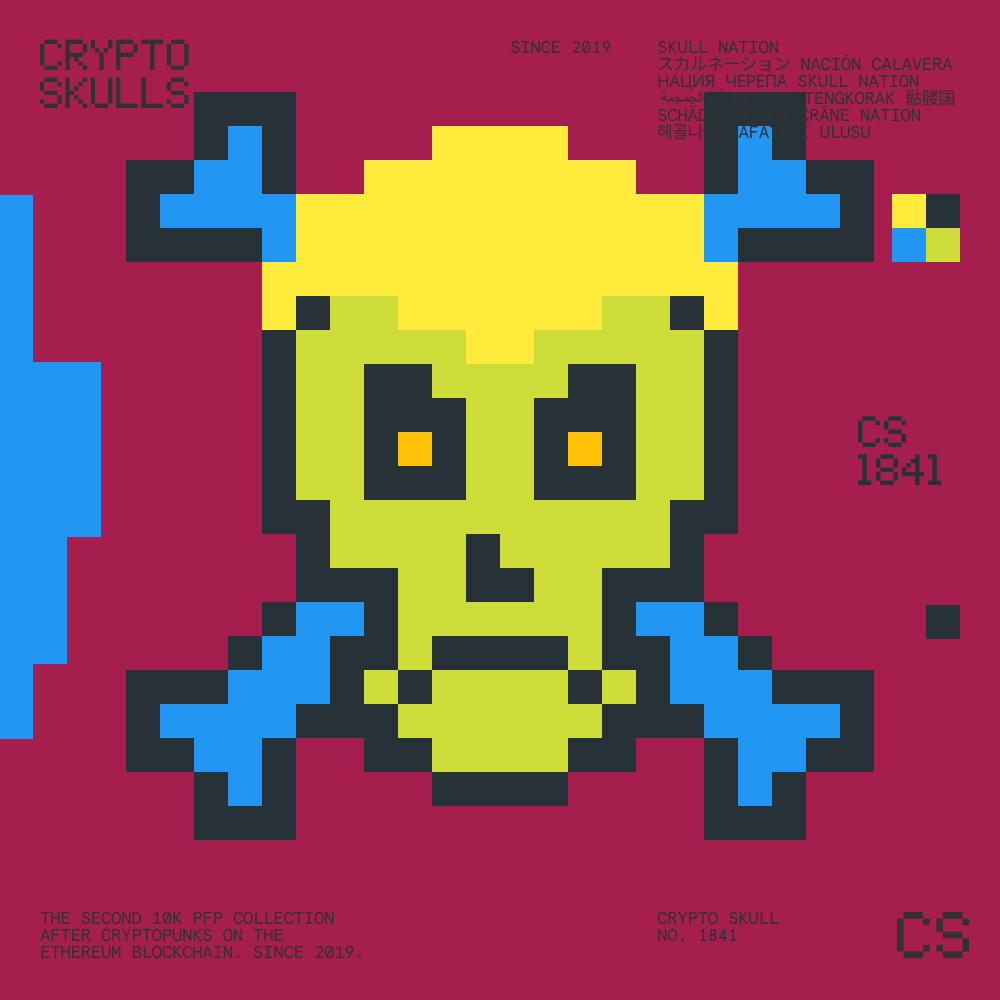 CRYPTO
SKULLS
SINCE 2019
SKULL NATION
スカルネーション NACIÓN CALAVERA
НАЦИЯ ЧЕРЕПА SKULL NATION
TENGKORAK 骷髅国
CRÂNE NATION
ULUSU
CS
1841
THE SECOND 10K PFP COLLECTION
AFTER CRYPTOPUNKS ON THE
ETHEREUM BLOCKCHAIN. SINCE 2019.
CRYPTO SKULL
NO. 1841
CS